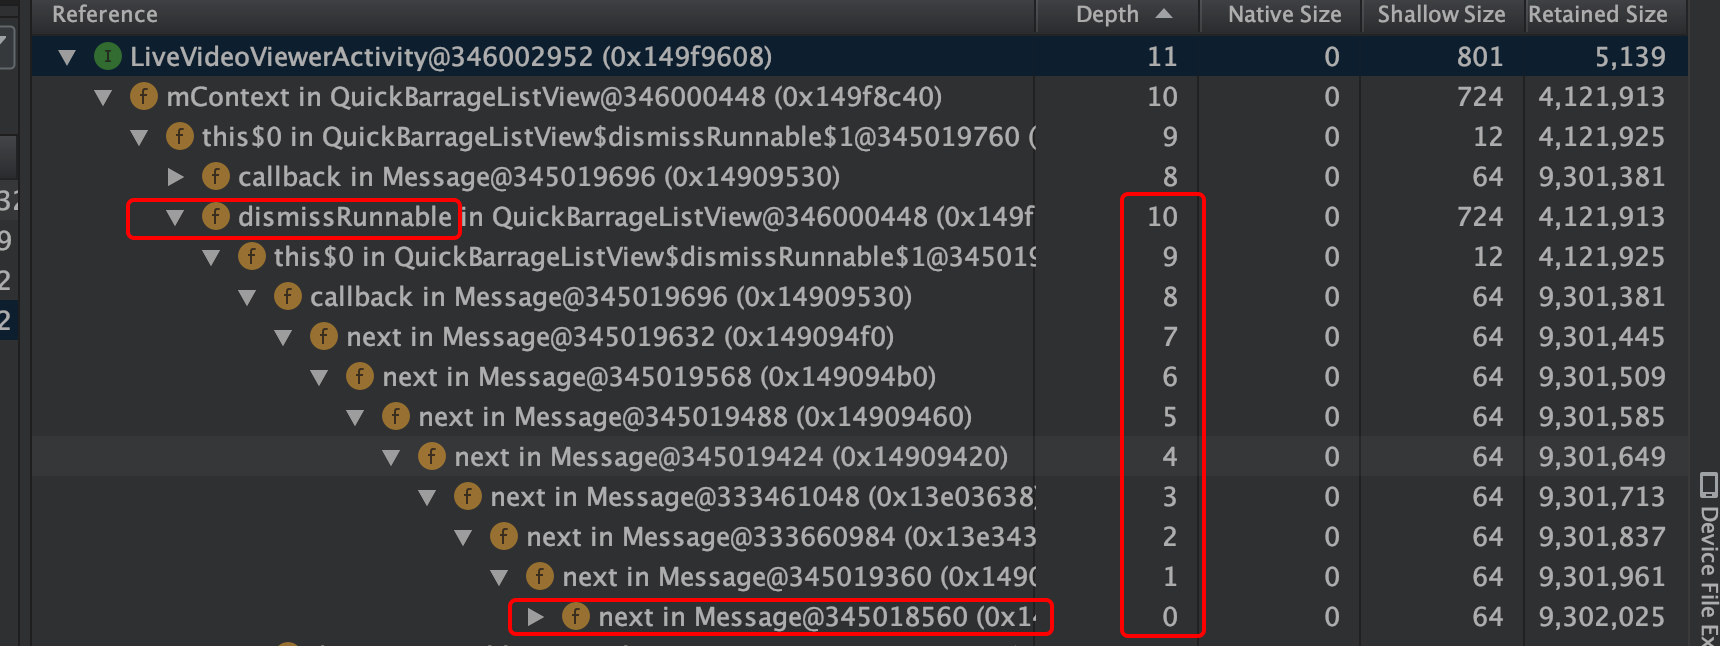 Reference Depth Native Size Shallow Size Retained Size
I LiveVideoViewerActivity@346002952 (0x149f9608) 11 0 801 5,139
f mContext in QuickBarrageListView@346000448 (0x149f8c40) 10 0 724 4,121,913
f this$0 in QuickBarrageListView$dismissRunnable$1@345019760 ( 9 0 12 4,121,925
f callback in Message@345019696 (0x14909530) 8 0 64 9,301,381
f dismissRunnable in QuickBarrageListView@346000448 (0x149f 10 0 724 4,121,913
f this$0 in QuickBarrageListView$dismissRunnable$1@345019 9 0 12 4,121,925
f callback in Message@345019696 (0x14909530) 8 0 64 9,301,381
f next in Message@345019632 (0x149094f0) 7 0 64 9,301,445
f next in Message@345019568 (0x149094b0) 6 0 64 9,301,509
f next in Message@345019488 (0x14909460) 5 0 64 9,301,585
f next in Message@345019424 (0x14909420) 4 0 64 9,301,649
f next in Message@333461048 (0x13e03638) 3 0 64 9,301,713
f next in Message@333660984 (0x13e343 2 0 64 9,301,837
f next in Message@345019360 (0x1490 1 0 64 9,301,961
f next in Message@345018560 (0x14 0 0 64 9,302,025
32
9
2
2
Device File Ex